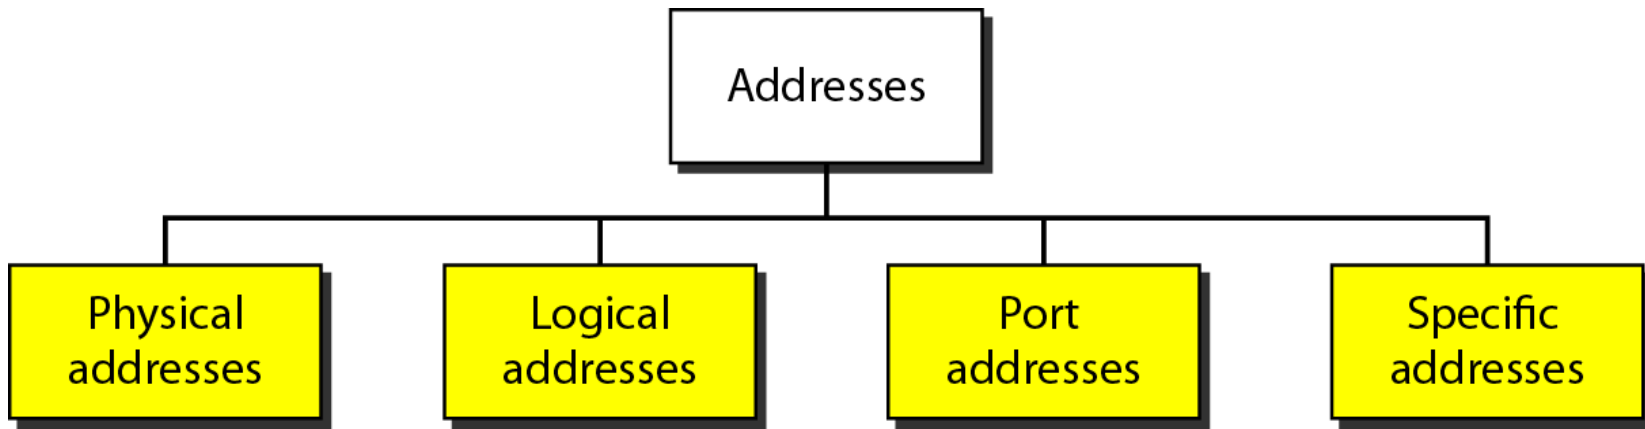 Addresses
Physical
addresses
Logical
addresses
Port
addresses
Specific
addresses